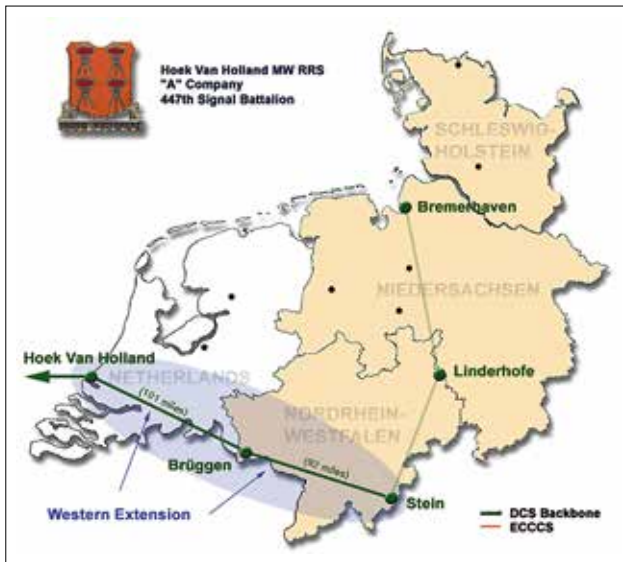 Hoek Van Holland MW RRS
"A" Company
447th Signal Battalion
SCHLESWIG-
HOLSTEIN
Bremerhaven
NIEDERSACHSEN
Hoek Van Holland
NETHERLANDS
Linderhofe
(101 miles)
NORDRHEIN-
WESTFALEN
Brüggen
(92 miles)
Stein
Western Extension
DCS Backbone
ECCCS